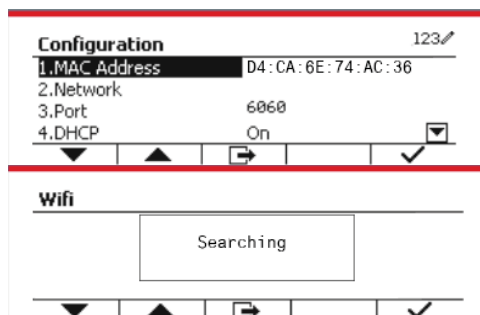 Configuration 123
1.MAC Address D4:CA:6E:74:AC:36
2.Network
3.Port 6060
4.DHCP On
Wifi
Searching